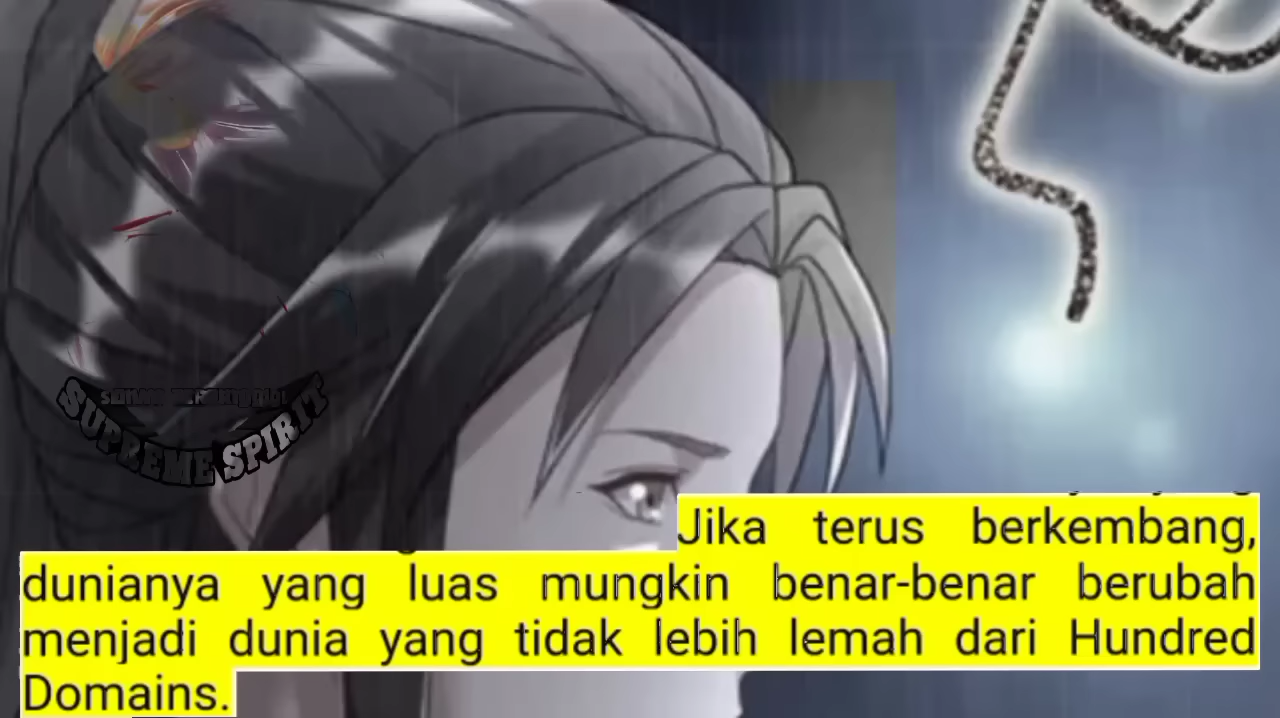 SUPREME SPIRIT
Jika terus berkembang,
dunianya yang luas mungkin benar-benar berubah
menjadi dunia yang tidak lebih lemah dari Hundred
Domains.